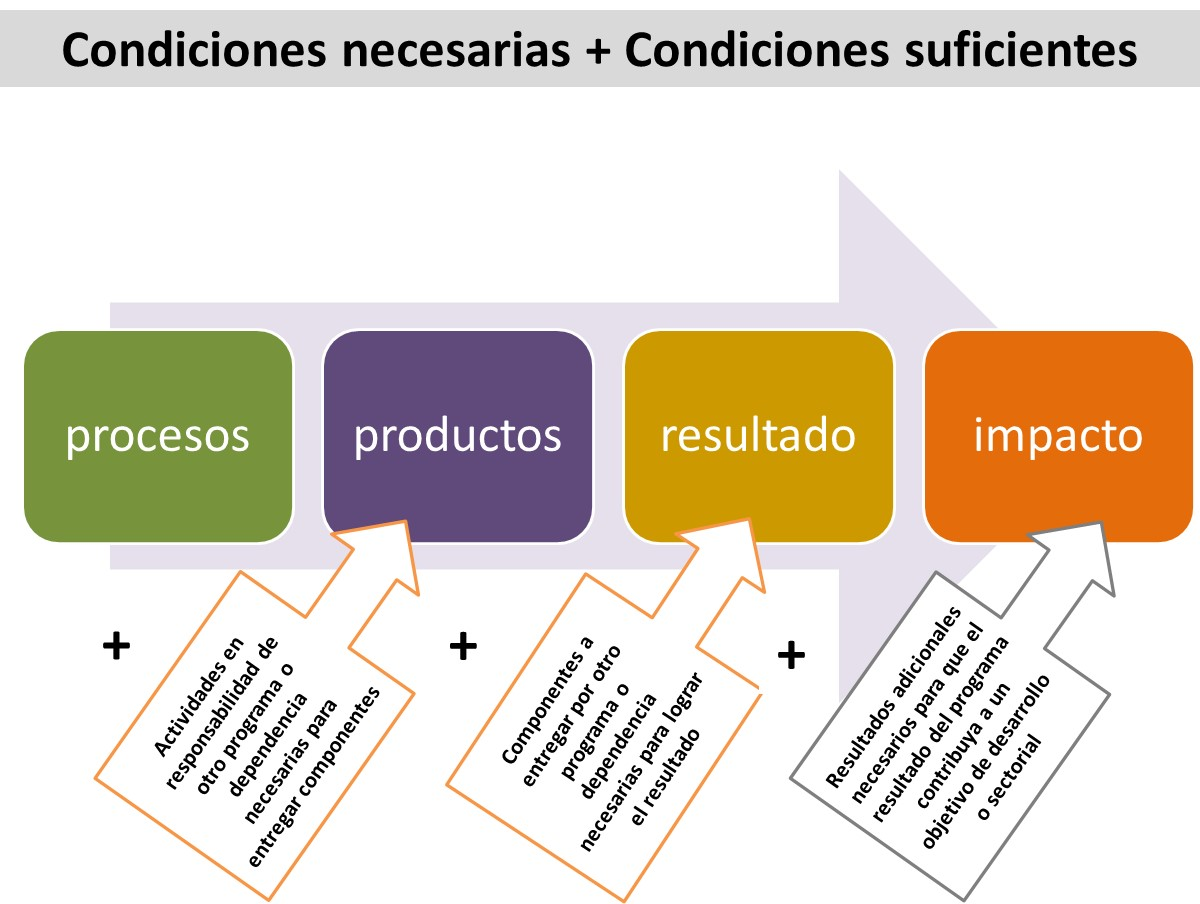 Condiciones necesarias + Condiciones suficientes
procesos
productos
resultado
impacto
+
Actividades en
responsabilidad de
otro programa o
dependencia
necesarias para
entregar componentes
+
Componentes a
entregar por otro
programa o
dependencia
necesarias para lograr
el resultado
+
Resultados adicionales
necesarios para que el
resultado del programa
contribuya a un
objetivo de desarrollo
o sectorial